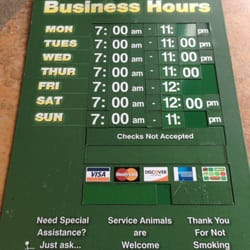 Business Hours
MON 7: 00 am - 11: pm
TUES 7: 00 am - 11: 00 pm
WED 7: 00 am - 11: 00 pm
THUR 7: 00 am - 11: 00
FRI 7: 00 am - 12:
SAT 7: 00 am - 12: 00 pm
SUN 7: 00 am - 11: pm
Checks Not Accepted
VISA MasterCard DISCOVER
Need Special Service Animals Thank You
Assistance? are For Not
Just ask... Welcome Smoking